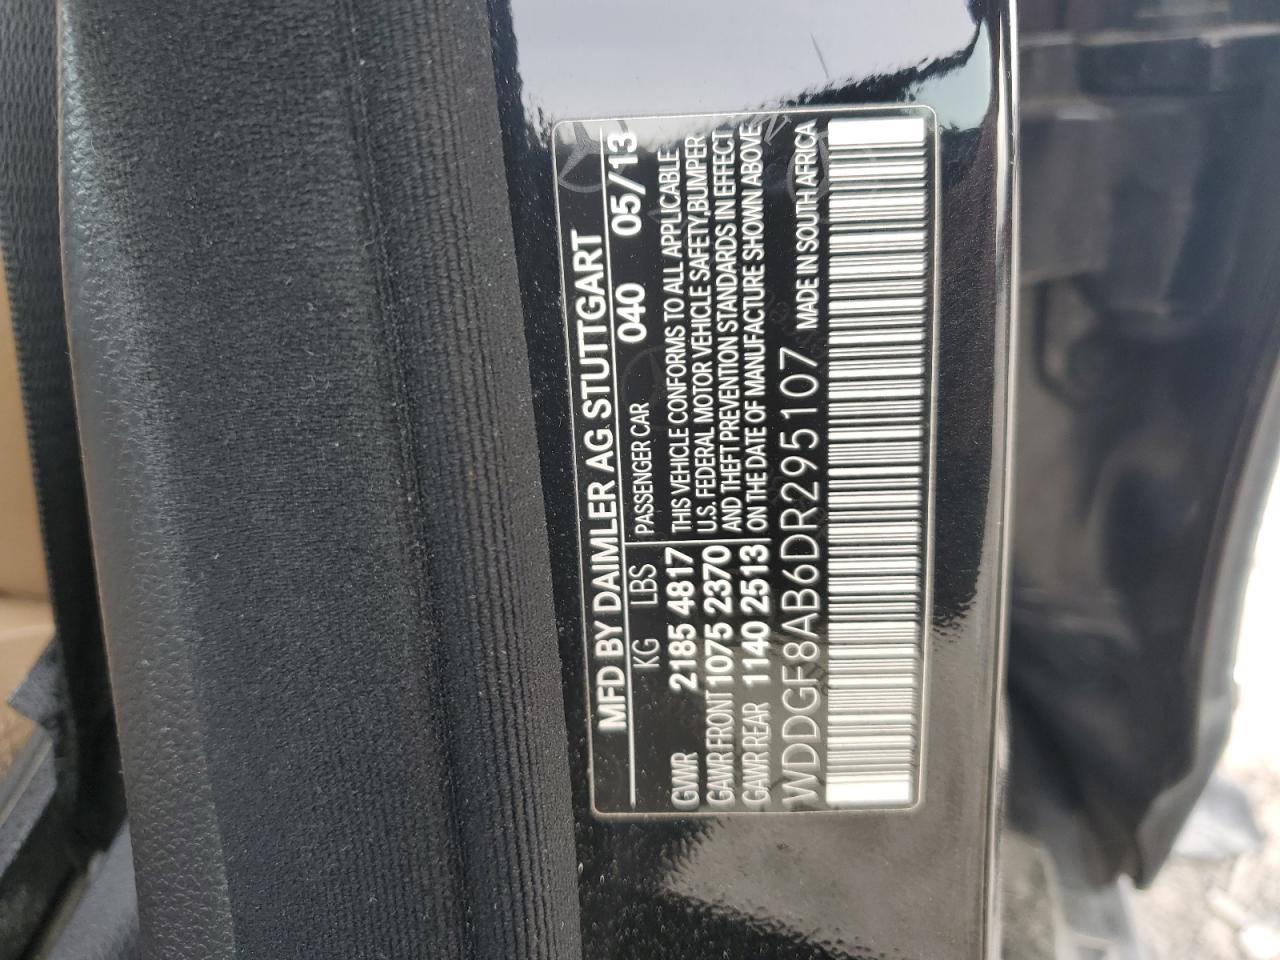 MFD BY DAIMLER AG STUTTGART
KG LBS PASSENGER CAR 040 05/13
GVWR 2185 4817 THIS VEHICLE CONFORMS TO ALL APPLICABLE
GAWR FRONT 1075 2370 U.S. FEDERAL MOTOR VEHICLE SAFETY,BUMPER
GAWR REAR 1140 2513 AND THEFT PREVENTION STANDARDS IN EFFECT
ON THE DATE OF MANUFACTURE SHOWN ABOVE
WDDGF8AB6DR295107 MADE IN SOUTH AFRICA